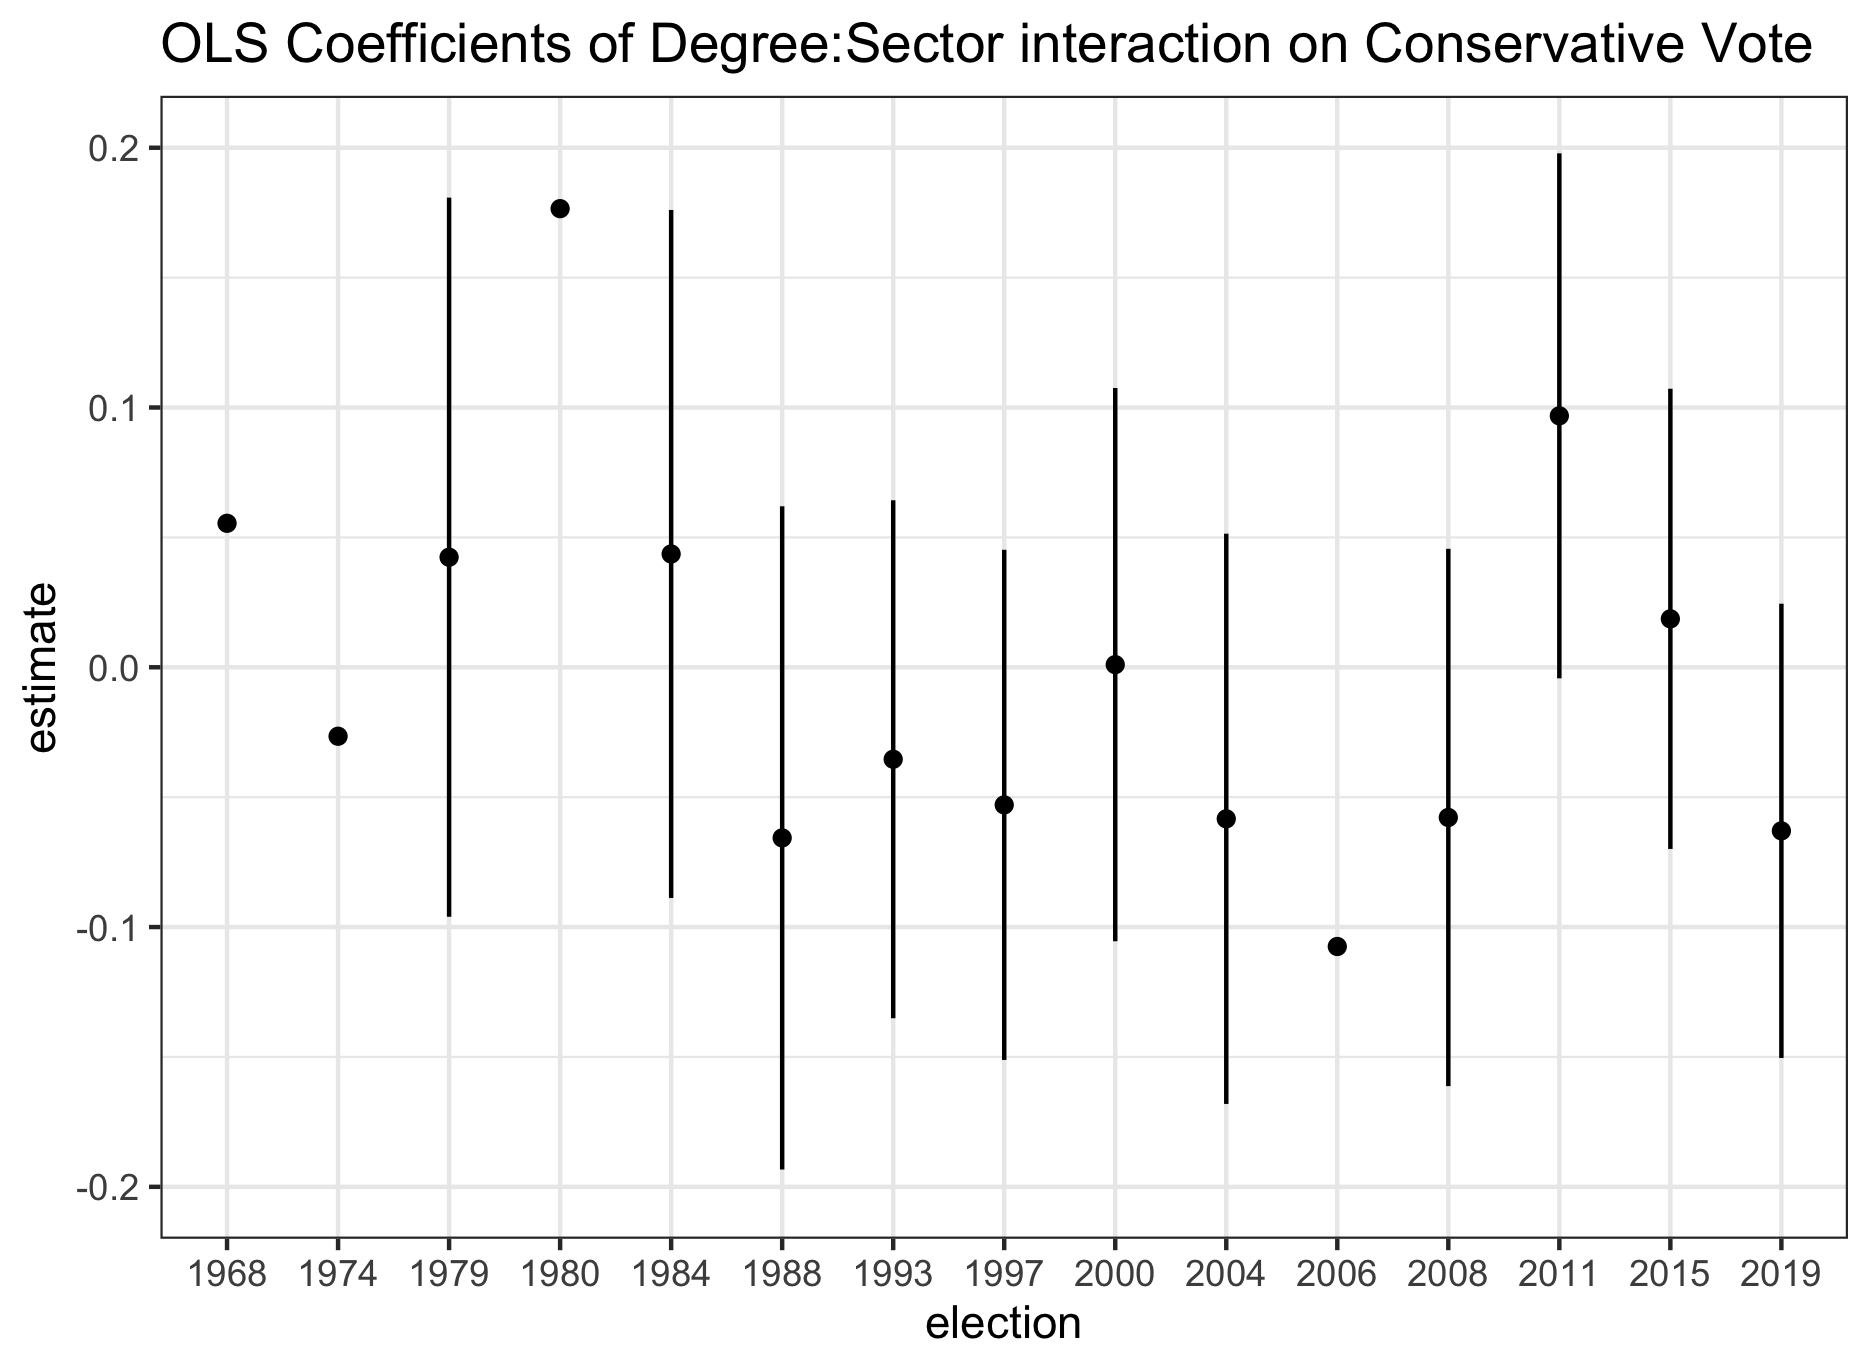 OLS Coefficients of Degree:Sector interaction on Conservative Vote
estimate
0.2
0.1
0.0
-0.1
-0.2
1968 1974 1979 1980 1984 1988 1993 1997 2000 2004 2006 2008 2011 2015 2019
election